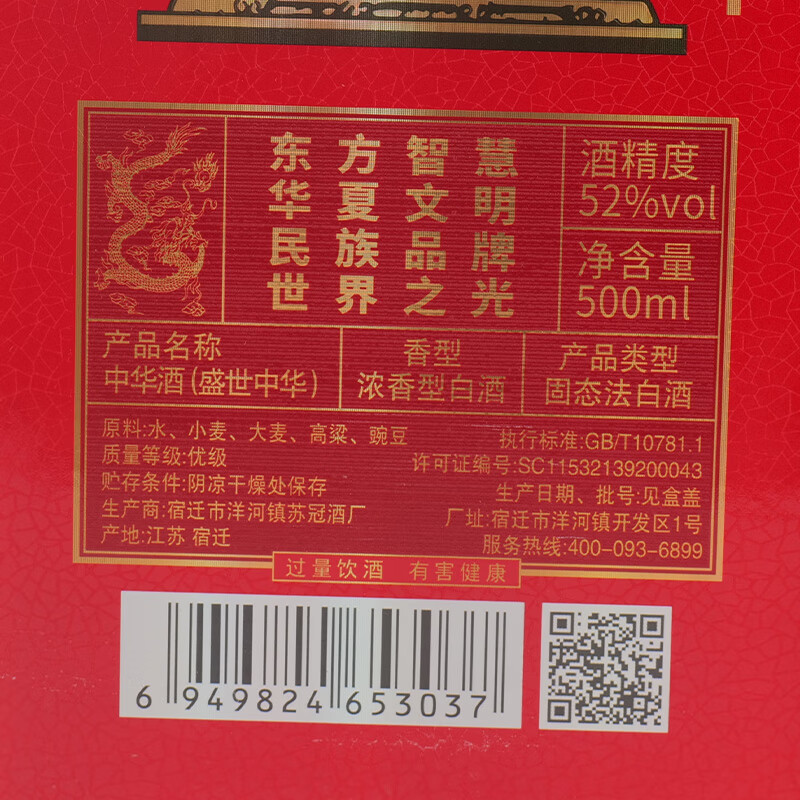 东方智慧
华夏文明
民族品牌
世界之光
酒精度
52%vol
净含量
500ml
产品名称
中华酒(盛世中华)
香型
浓香型白酒
产品类型
固态法白酒
原料:水、小麦、大麦、高粱、豌豆
质量等级:优级
贮存条件:阴凉干燥处保存
生产商:宿迁市洋河镇苏冠酒厂
产地:江苏 宿迁
执行标准:GB/T10781.1
许可证编号:SC11532139200043
生产日期、批号:见盒盖
厂址:宿迁市洋河镇开发区1号
服务热线:400-093-6899
过量饮酒 有害健康
6 949824 653037